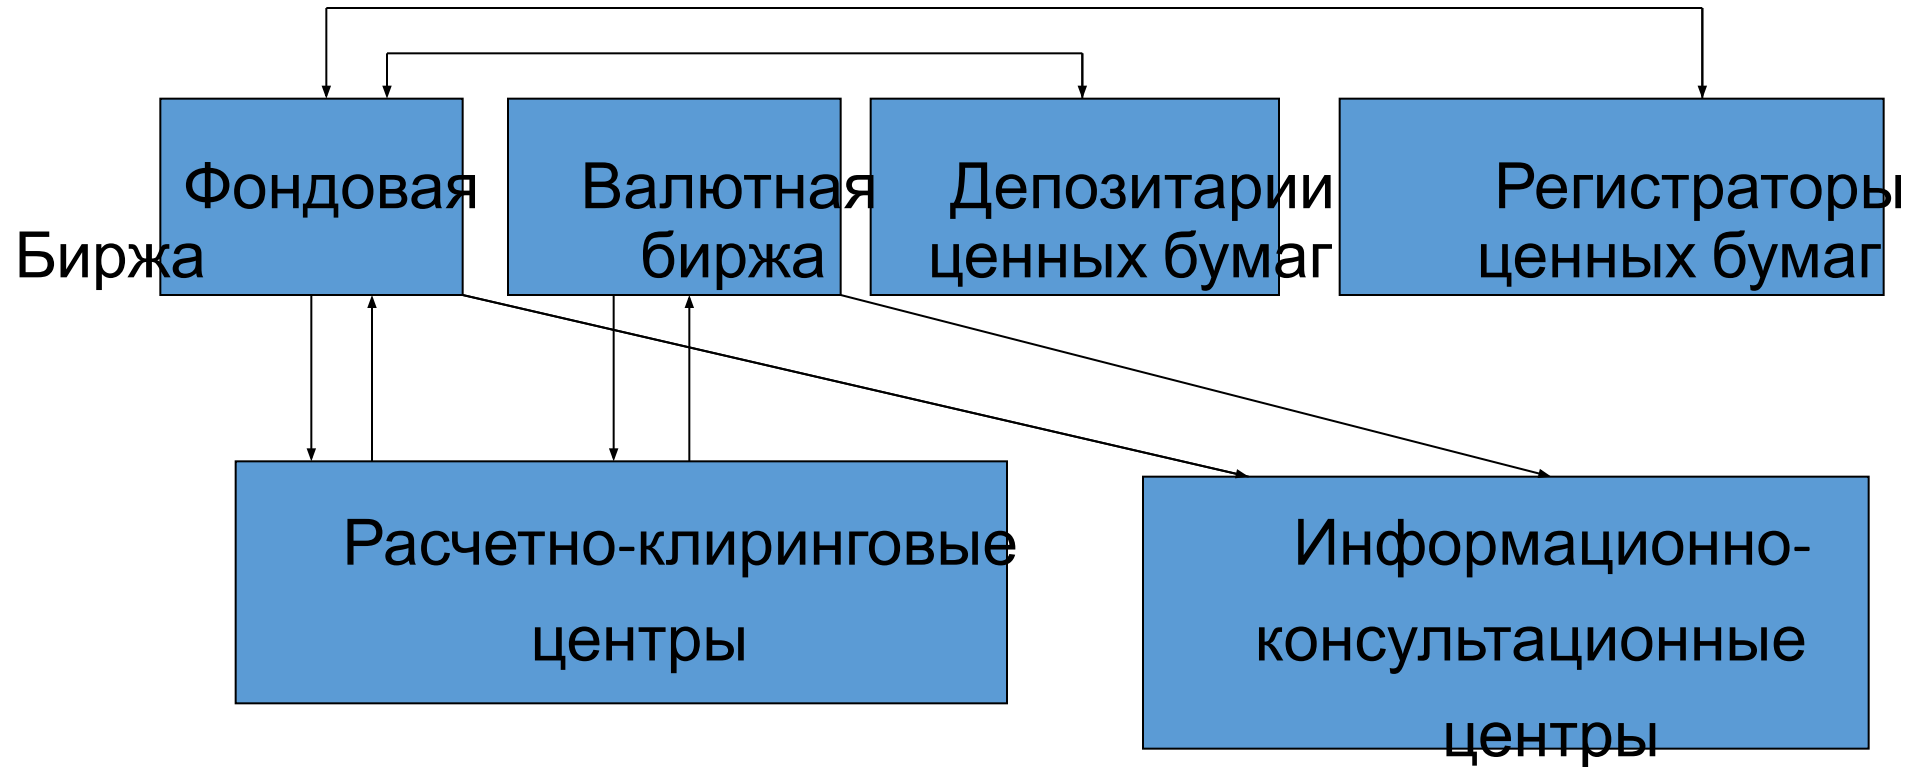 Фондовая
Биржа
Валютная
биржа
Депозитарии
ценных бумаг
Регистраторы
ценных бумаг
Расчетно-клиринговые
центры
Информационно-
консультационные
центры